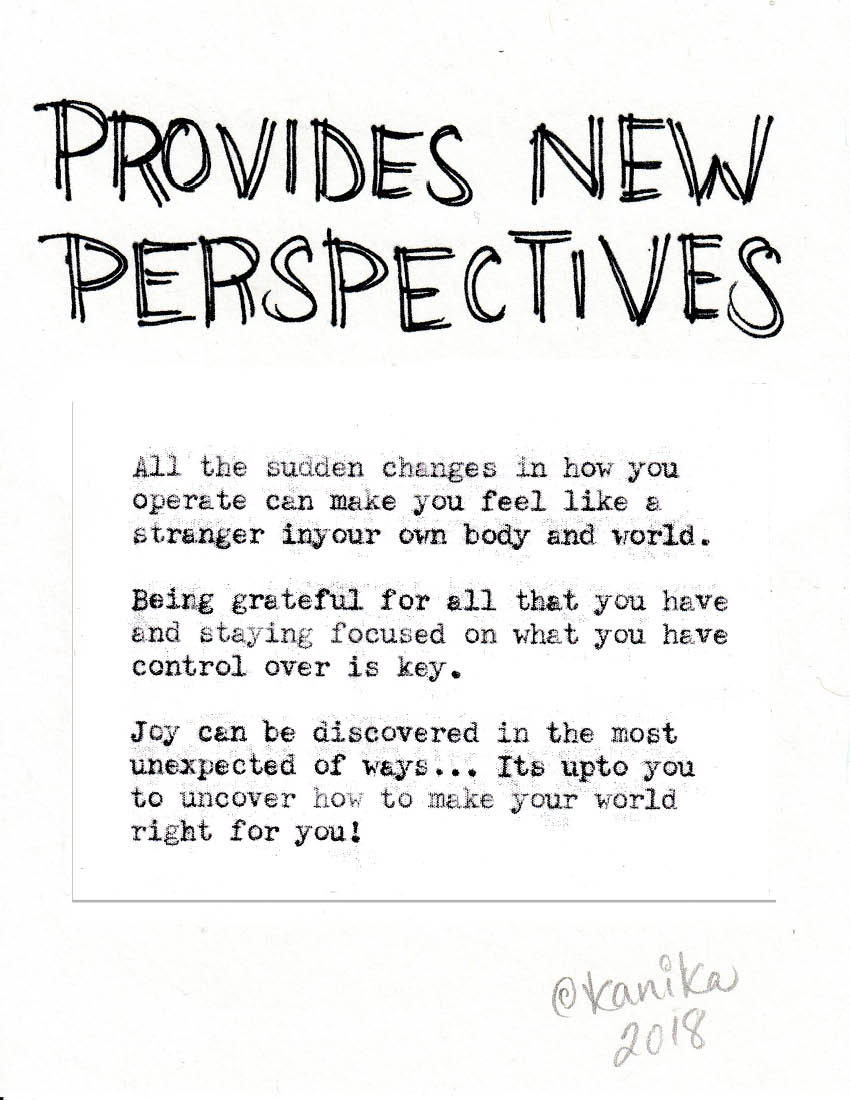 PROVIDES NEW
PERSPECTIVES
All the sudden changes in how you
operate can make you feel like a
stranger inyour own body and world.
Being grateful for all that you have
and staying focused on what you have
control over is key.
Joy can be discovered in the most
unexpected of ways... Its upto you
to uncover how to make your world
right for you!
@kanika
2018